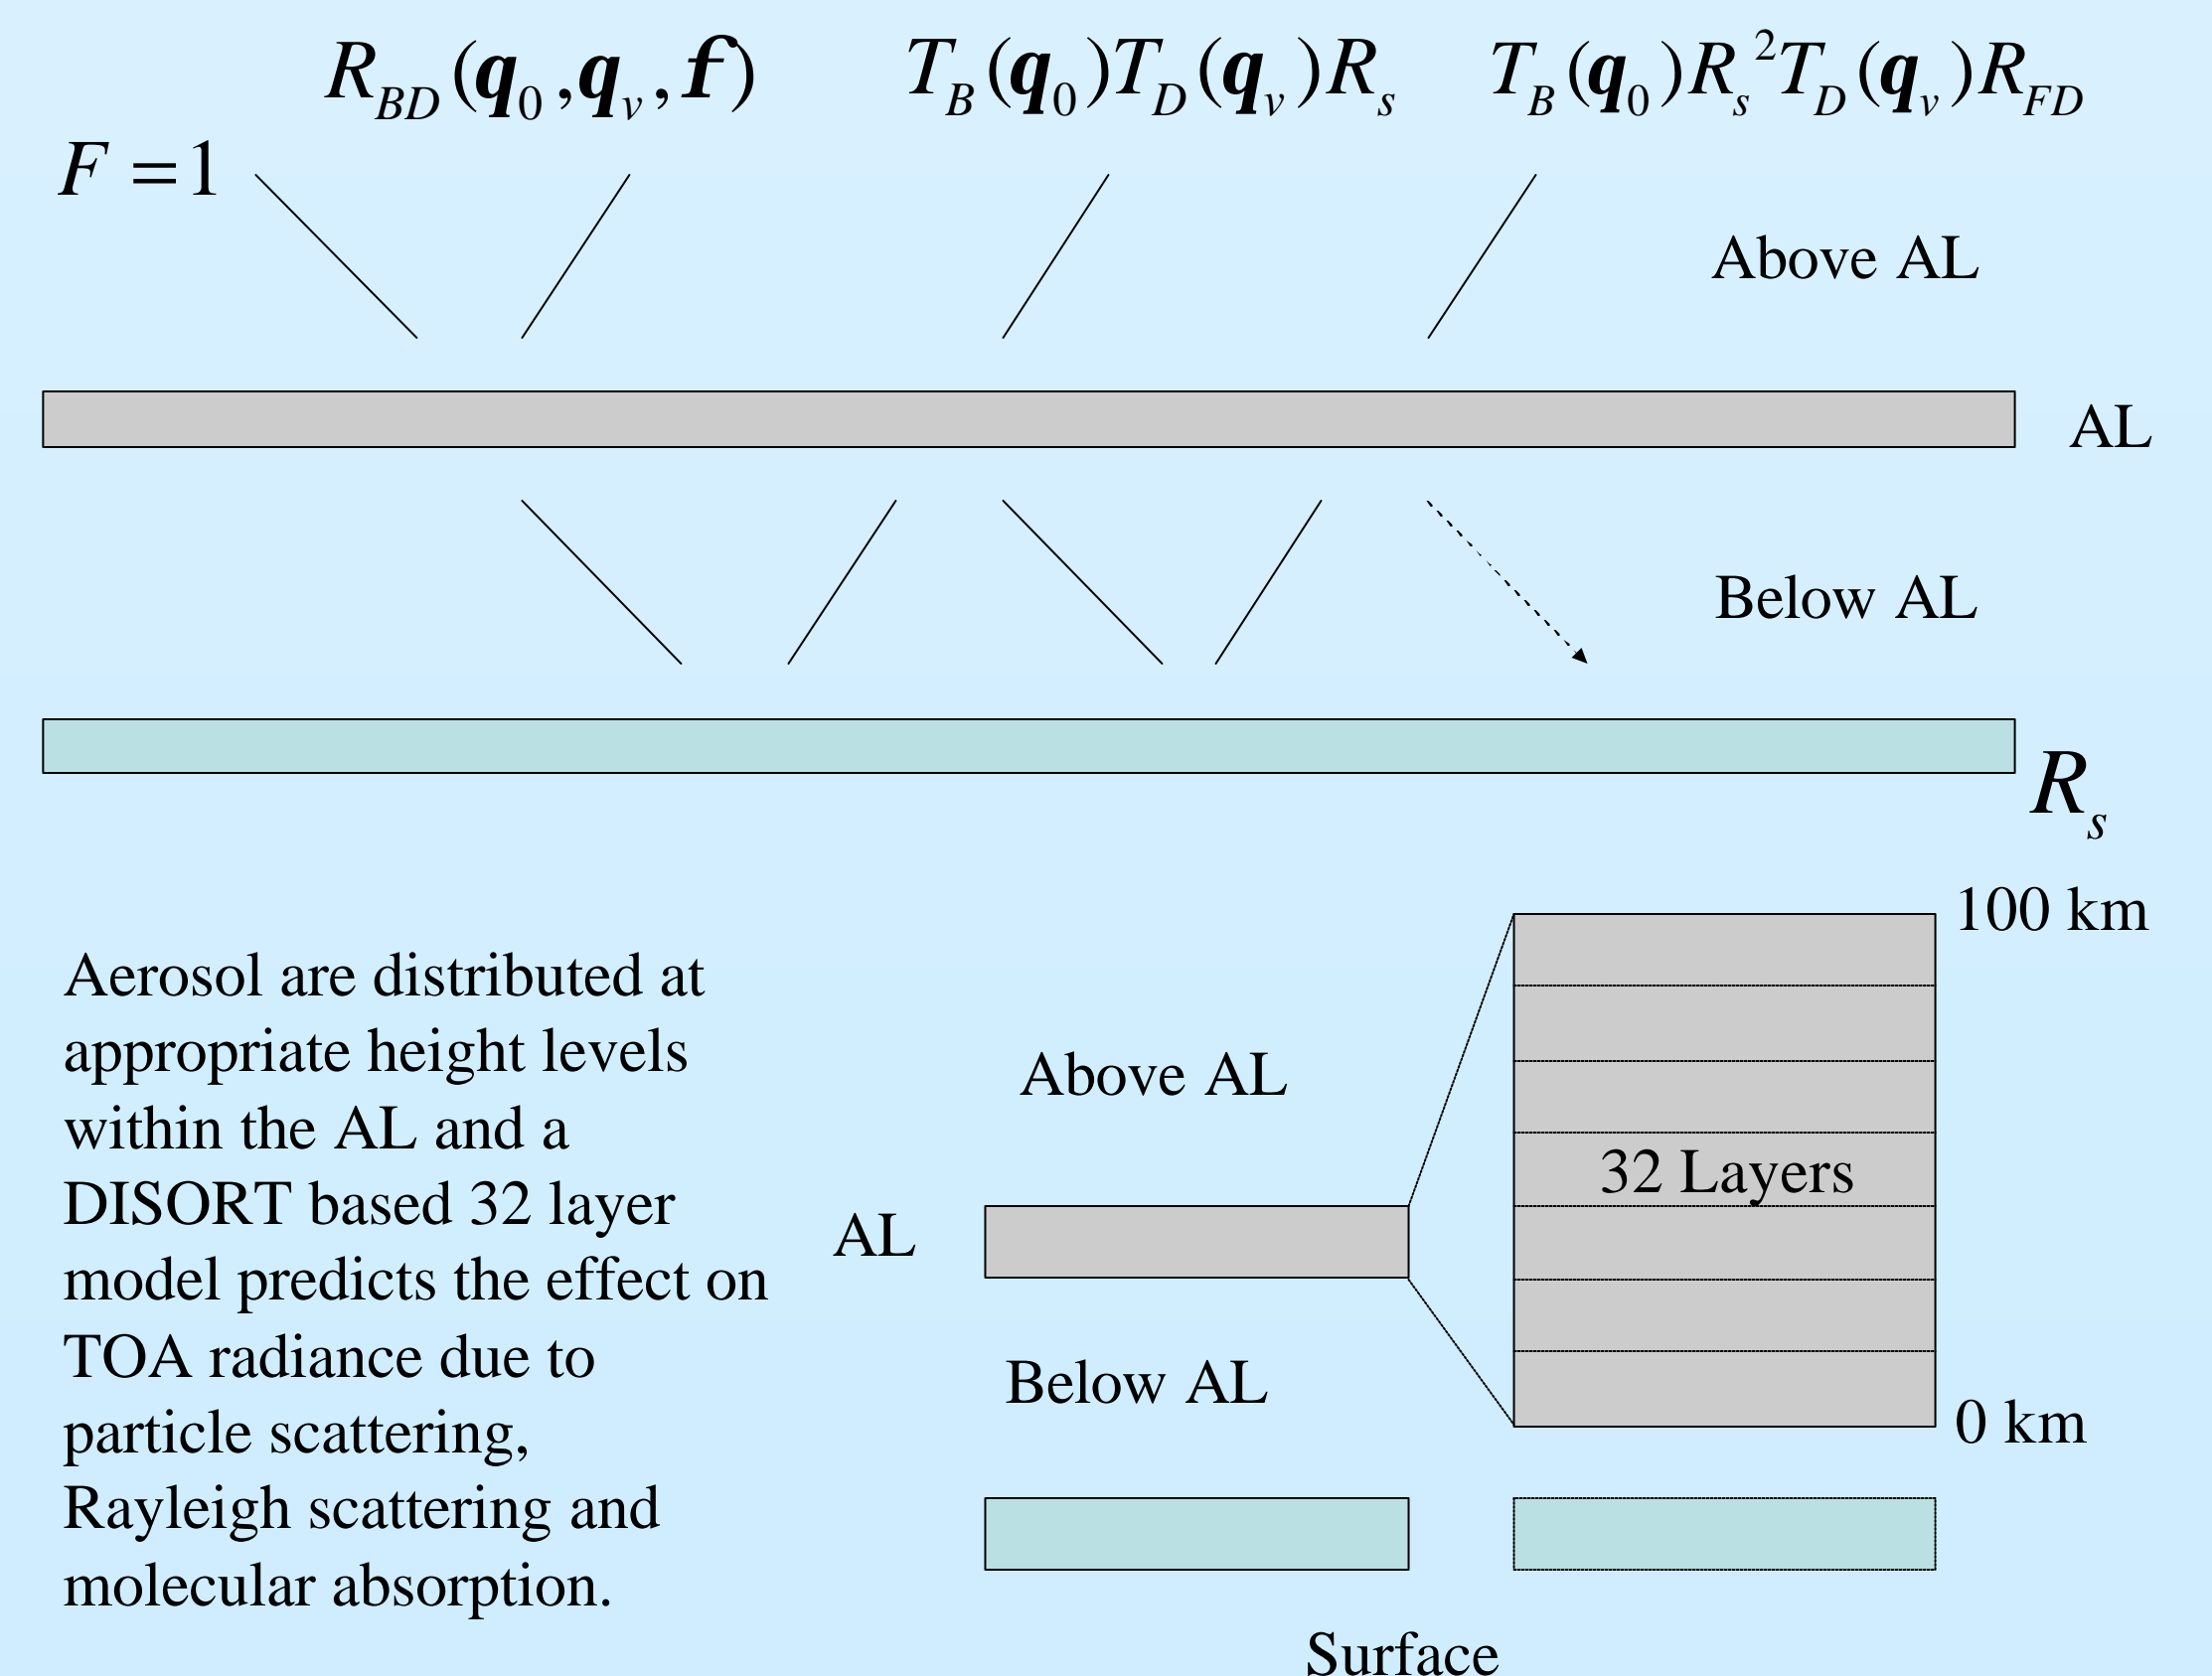 R_BD(q_0,q_v,f)
T_B(q_0)T_D(q_v)R_s
T_B(q_0)R_s^2T_D(q_v)R_FD
F=1
Above AL
AL
Below AL
R_s
Aerosol are distributed at
appropriate height levels
within the AL and a
DISORT based 32 layer
model predicts the effect on
TOA radiance due to
particle scattering,
Rayleigh scattering and
molecular absorption.
Above AL
AL
Below AL
100 km
32 Layers
0 km
Surface